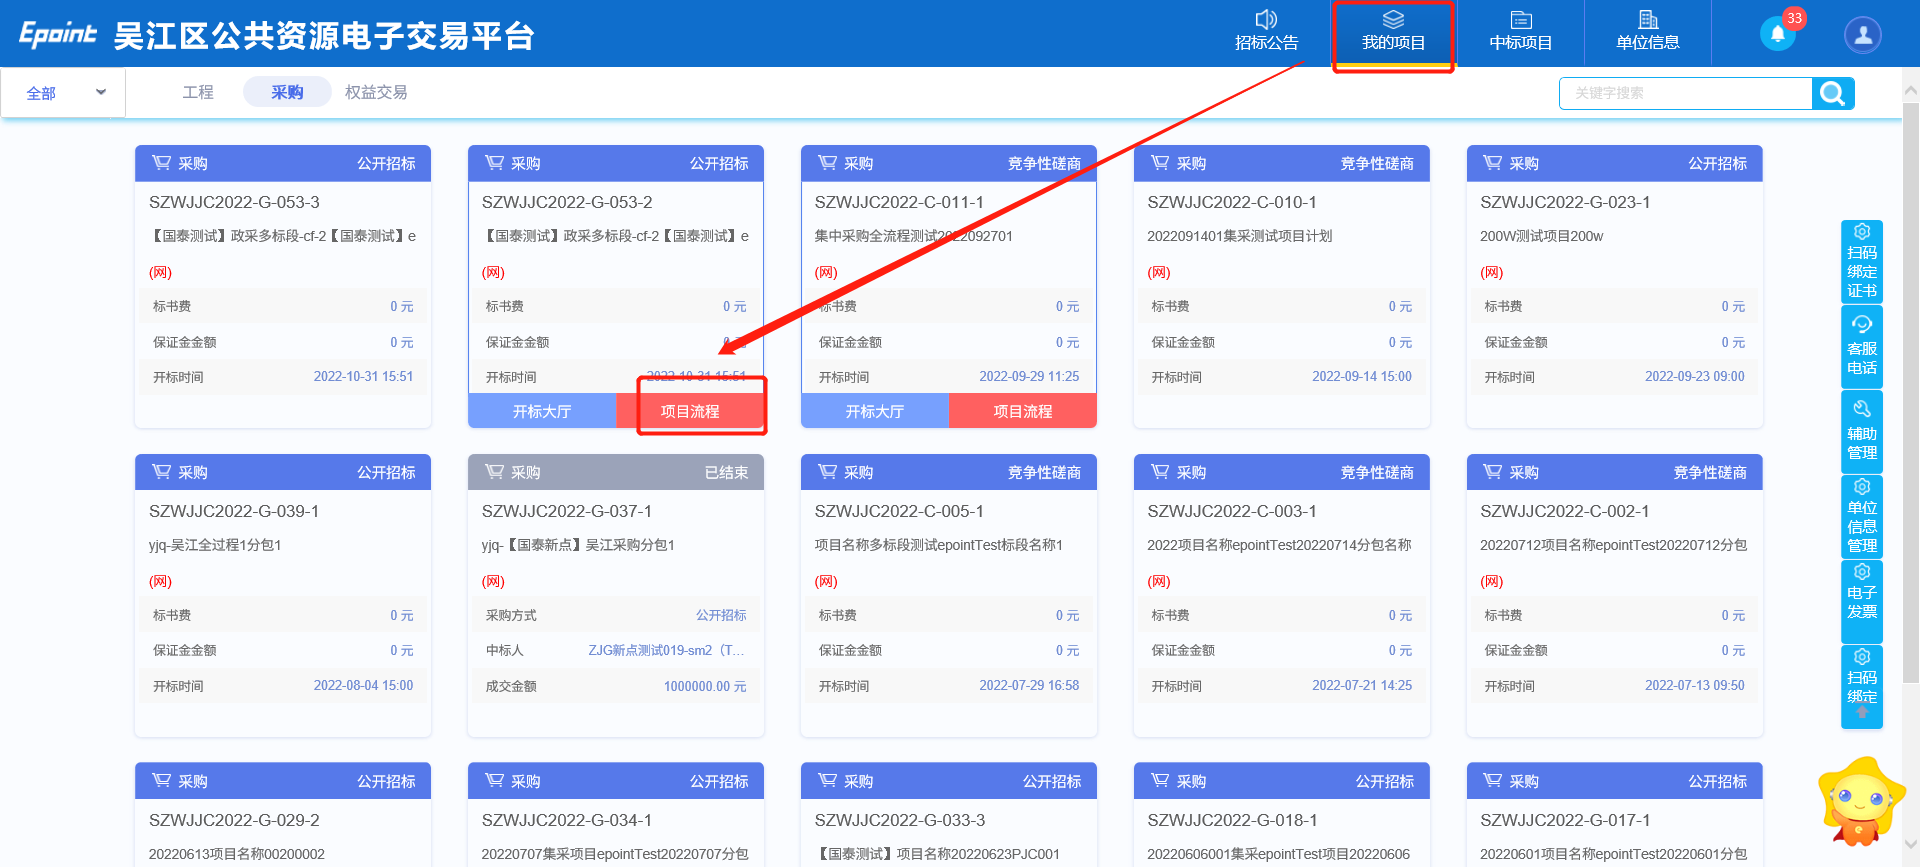 Epoint 吴江区公共资源电子交易平台
招标公告
我的项目
中标项目
单位信息
33
全部
工程
采购
权益交易
关键字搜索
采购 公开招标
SZWJJC2022-G-053-3
【国泰测试】政采多标段-cf-2【国泰测试】e
(网)
标书费 0 元
保证金金额 0 元
开标时间 2022-10-31 15:51
采购 公开招标
SZWJJC2022-G-053-2
【国泰测试】政采多标段-cf-2【国泰测试】e
(网)
标书费 0 元
保证金金额 0 元
开标时间 2022-10-31 15:51
开标大厅 项目流程
采购 竞争性磋商
SZWJJC2022-C-011-1
集中采购全流程测试2022092701
(网)
标书费 0 元
保证金金额 0 元
开标时间 2022-09-29 11:25
开标大厅 项目流程
采购 竞争性磋商
SZWJJC2022-C-010-1
2022091401集采测试项目计划
(网)
标书费 0 元
保证金金额 0 元
开标时间 2022-09-14 15:00
采购 公开招标
SZWJJC2022-G-023-1
200W测试项目200w
(网)
标书费 0 元
保证金金额 0 元
开标时间 2022-09-23 09:00
采购 公开招标
SZWJJC2022-G-039-1
yjq-吴江全过程1分包1
(网)
标书费 0 元
保证金金额 0 元
开标时间 2022-08-04 15:00
采购 已结束
SZWJJC2022-G-037-1
yjq-【国泰新点】吴江采购分包1
(网)
采购方式 公开招标
中标人 ZJG新点测试019-sm2（T...
成交金额 1000000.00 元
采购 竞争性磋商
SZWJJC2022-C-005-1
项目名称多标段测试epointTest标段名称1
(网)
标书费 0 元
保证金金额 0 元
开标时间 2022-07-29 16:58
采购 竞争性磋商
SZWJJC2022-C-003-1
2022项目名称epointTest20220714分包名称
(网)
标书费 0 元
保证金金额 0 元
开标时间 2022-07-21 14:25
采购 竞争性磋商
SZWJJC2022-C-002-1
20220712项目名称epointTest20220712分包
(网)
标书费 0 元
保证金金额 0 元
开标时间 2022-07-13 09:50
采购 公开招标
SZWJJC2022-G-029-2
20220613项目名称00200002
采购 公开招标
SZWJJC2022-G-034-1
20220707集采项目epointTest20220707分包
采购 公开招标
SZWJJC2022-G-033-3
【国泰测试】项目名称20220623PJC001
采购 公开招标
SZWJJC2022-G-018-1
20220606001集采epointTest项目20220606
采购 公开招标
SZWJJC2022-G-017-1
20220601项目名称epointTest20220601分包
扫码
绑定
证书
客服
电话
辅助
管理
单位
信息
管理
电子
发票
扫码
绑定